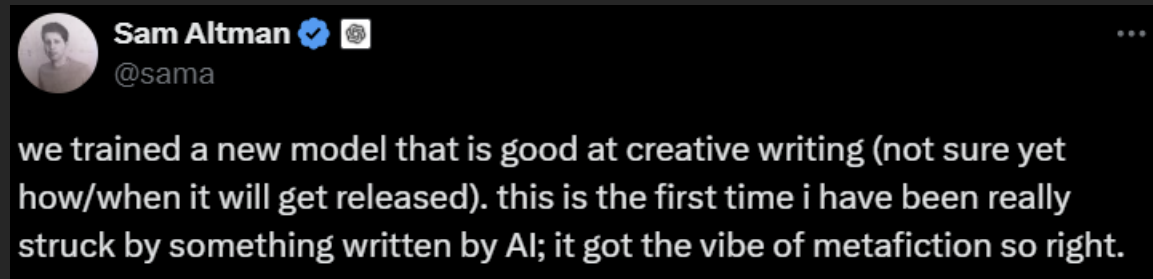 Sam Altman
@sama
we trained a new model that is good at creative writing (not sure yet
how/when it will get released). this is the first time i have been really
struck by something written by AI; it got the vibe of metafiction so right.